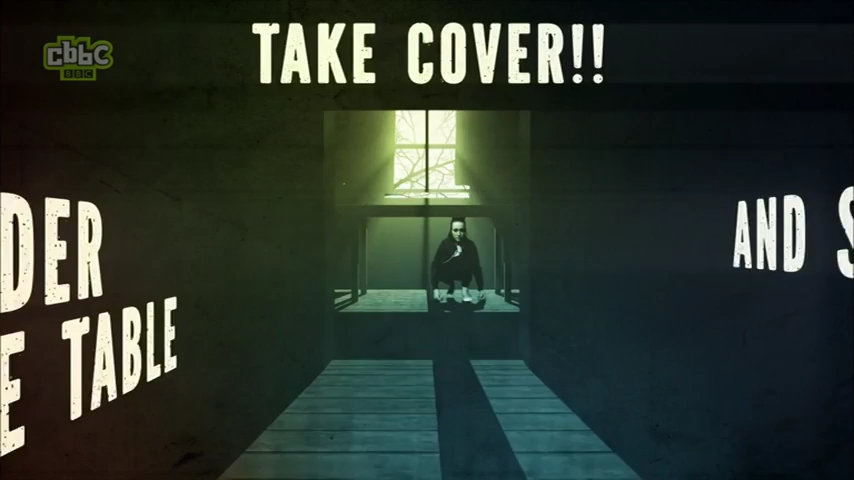 cbbc
BBC
TAKE COVER!!
DER
E TABLE
AND S